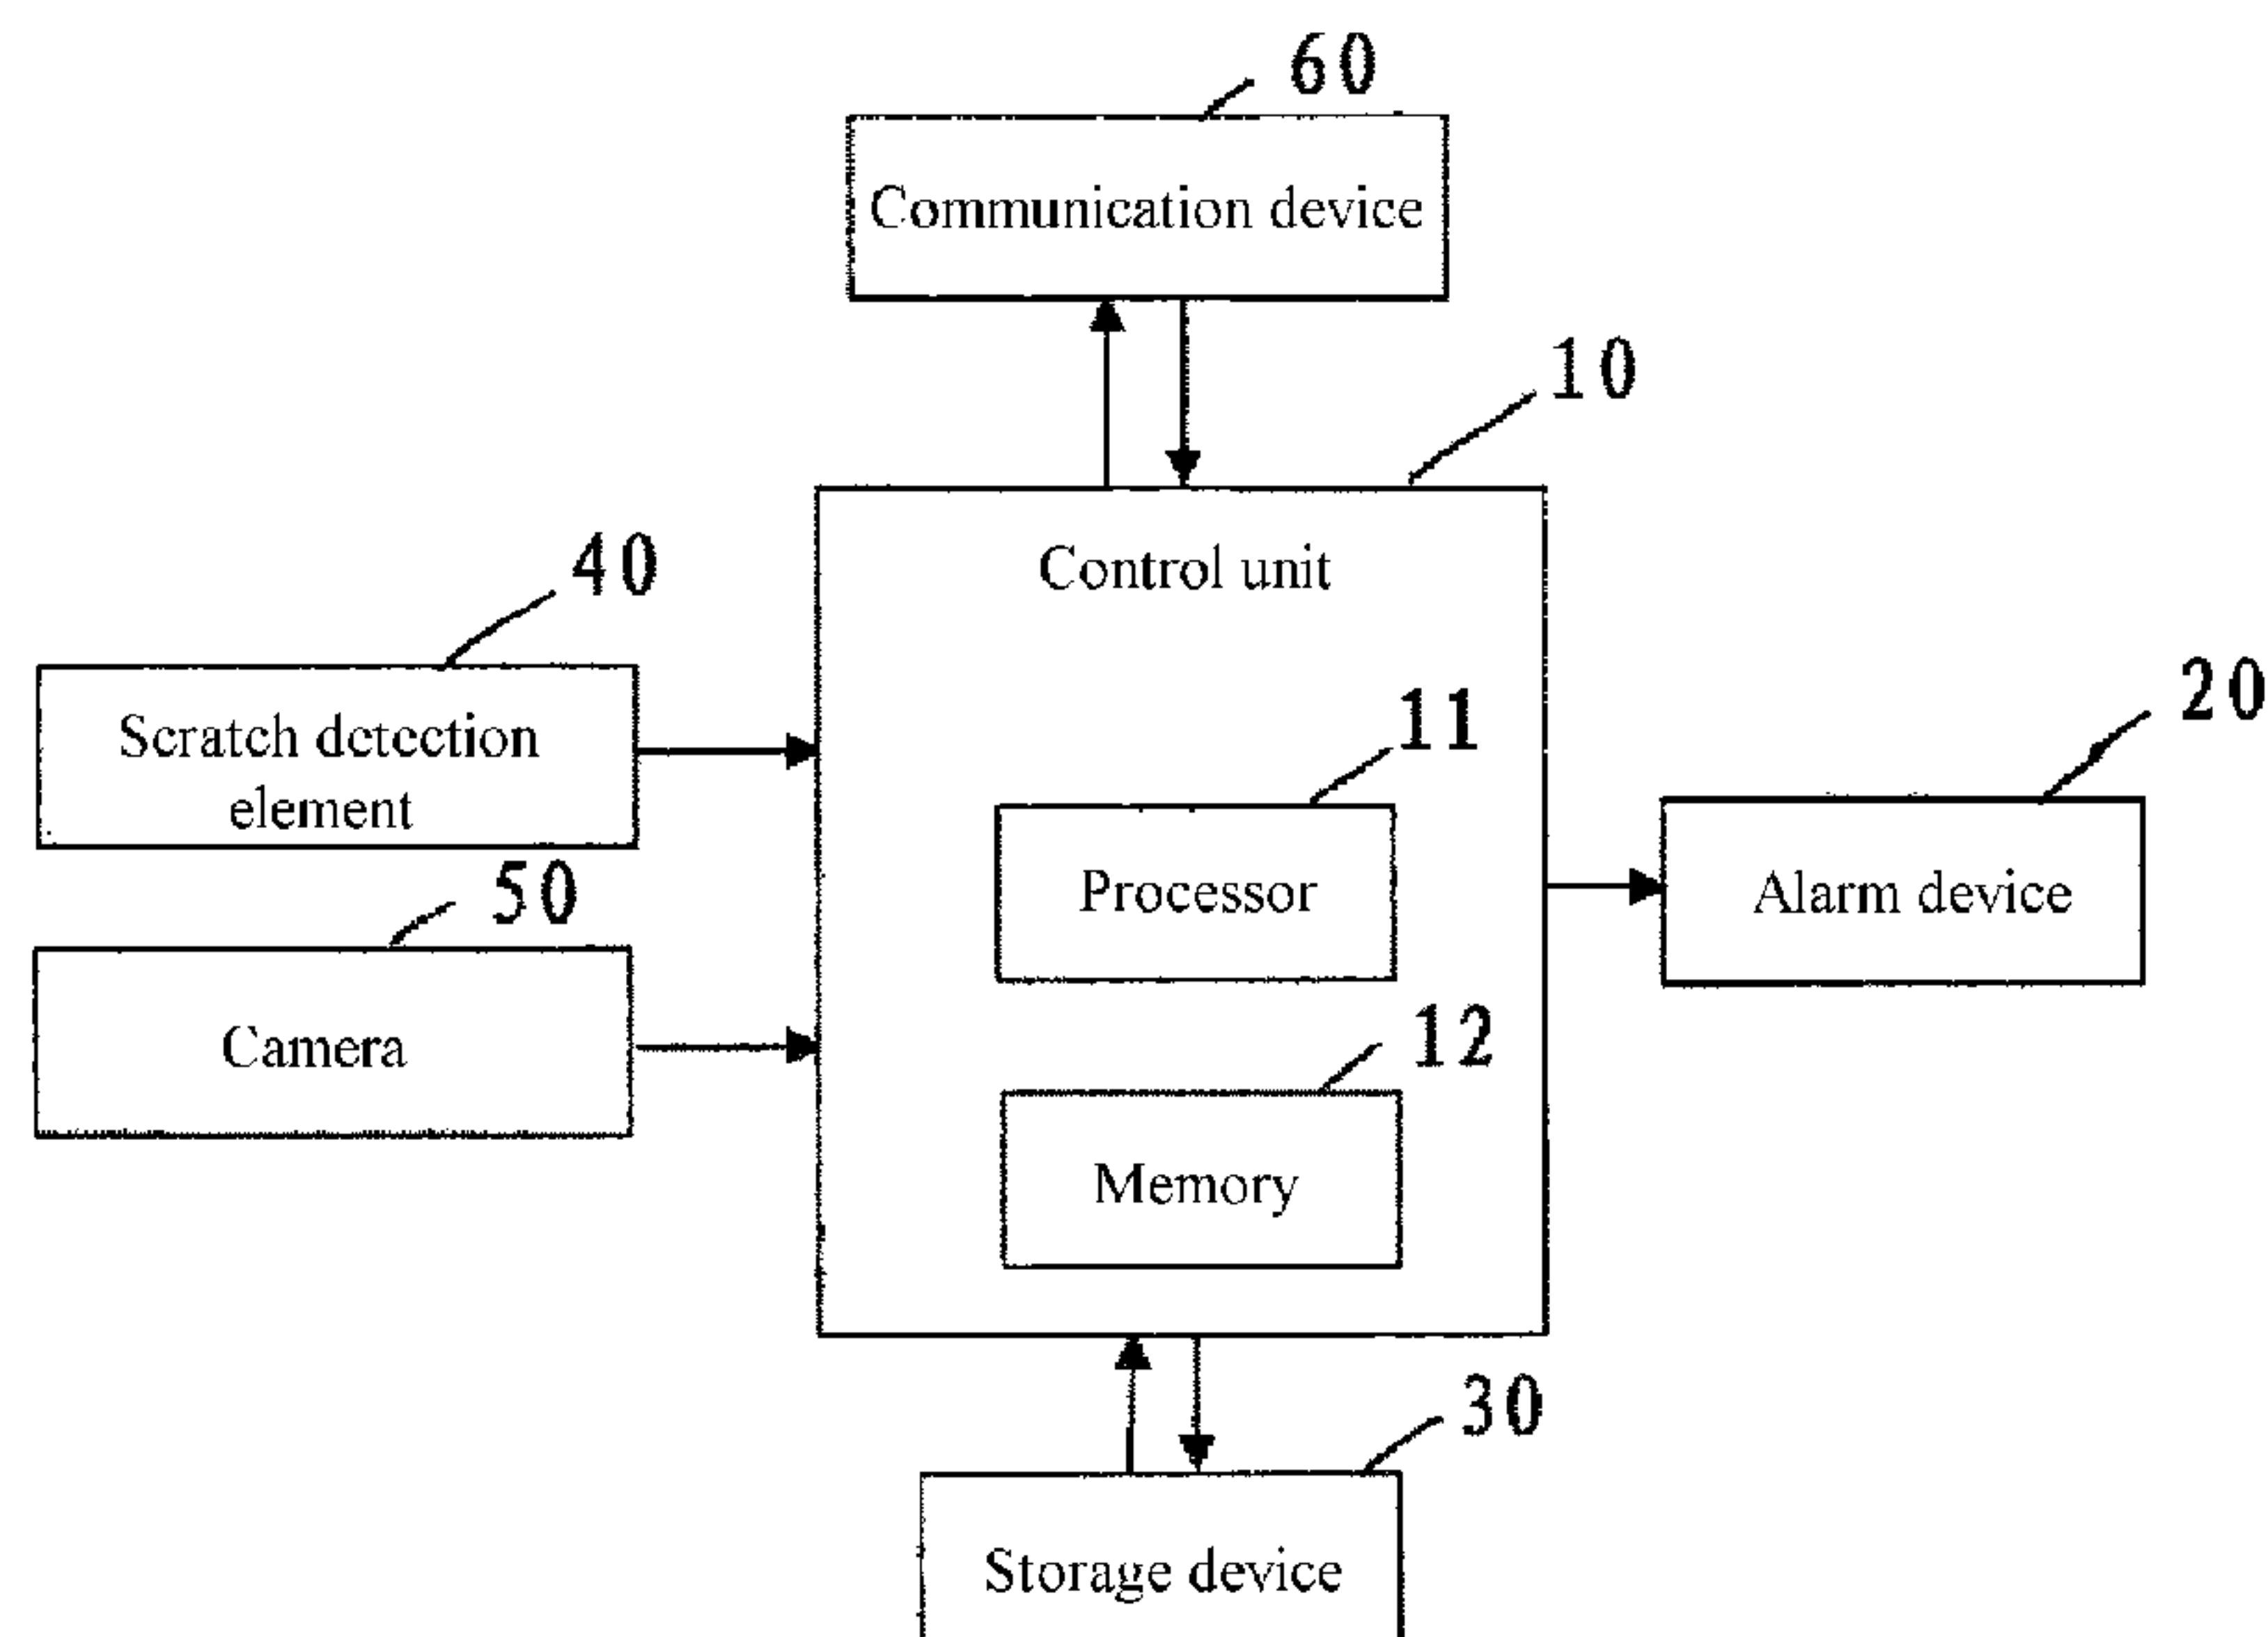 60
Communication device
10
Control unit
40
Scratch detection
element
11
20
Processor
Alarm device
50
Camera
12
Memory
30
Storage device